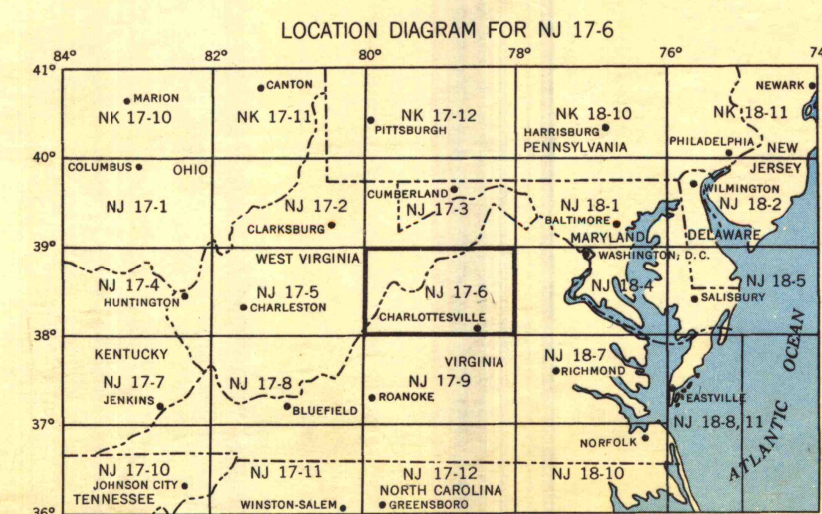 LOCATION DIAGRAM FOR NJ 17-6
84° 82° 80° 78° 76° 74
41°
MARION
CANTON
NEWARK
NK 17-10 NK 17-11 NK 17-12 NK 18-10 NK 18-11
PITTSBURGH
HARRISBURG
PENNSYLVANIA
PHILADELPHIA
NEW
JERSEY
40°
COLUMBUS
OHIO
CUMBERLAND
WILMINGTON
NJ 17-1 NJ 17-2 NJ 17-3 NJ 18-1 NJ 18-2
CLARKSBURG
BALTIMORE
MARYLAND
DELAWARE
39°
WEST VIRGINIA
WASHINGTON, D.C.
NJ 17-4 NJ 17-5 NJ 17-6 NJ 18-4 NJ 18-5
HUNTINGTON
CHARLESTON
CHARLOTTESVILLE
SALISBURY
38°
KENTUCKY
VIRGINIA
NJ 18-7
RICHMOND
NJ 17-7 NJ 17-8 NJ 17-9
JENKINS
BLUEFIELD
ROANOKE
EASTVILLE
NJ 18-8, 11
37°
NORFOLK
ATLANTIC OCEAN
NJ 17-10 NJ 17-11 NJ 17-12 NJ 18-10
JOHNSON CITY
TENNESSEE
NORTH CAROLINA
WINSTON-SALEM
GREENSBORO
36°